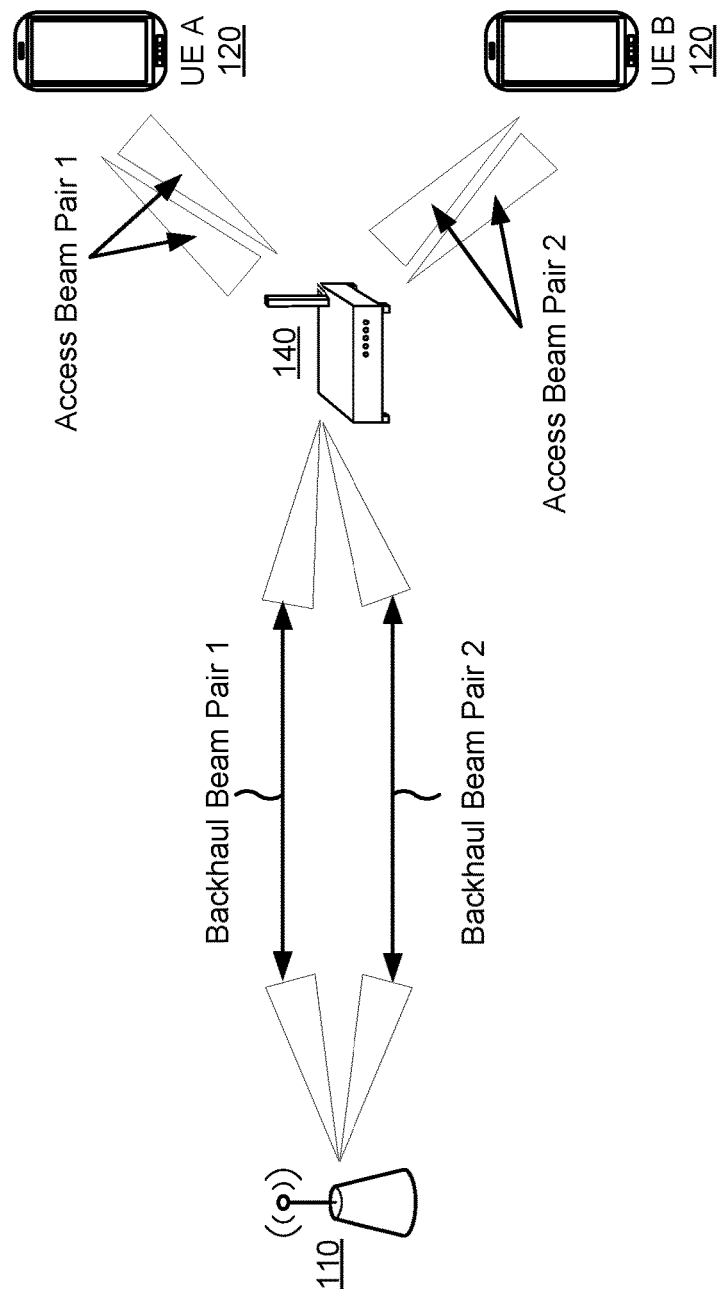 110
Backhaul Beam Pair 1
Backhaul Beam Pair 2
140
Access Beam Pair 1
Access Beam Pair 2
UE A
120
UE B
120